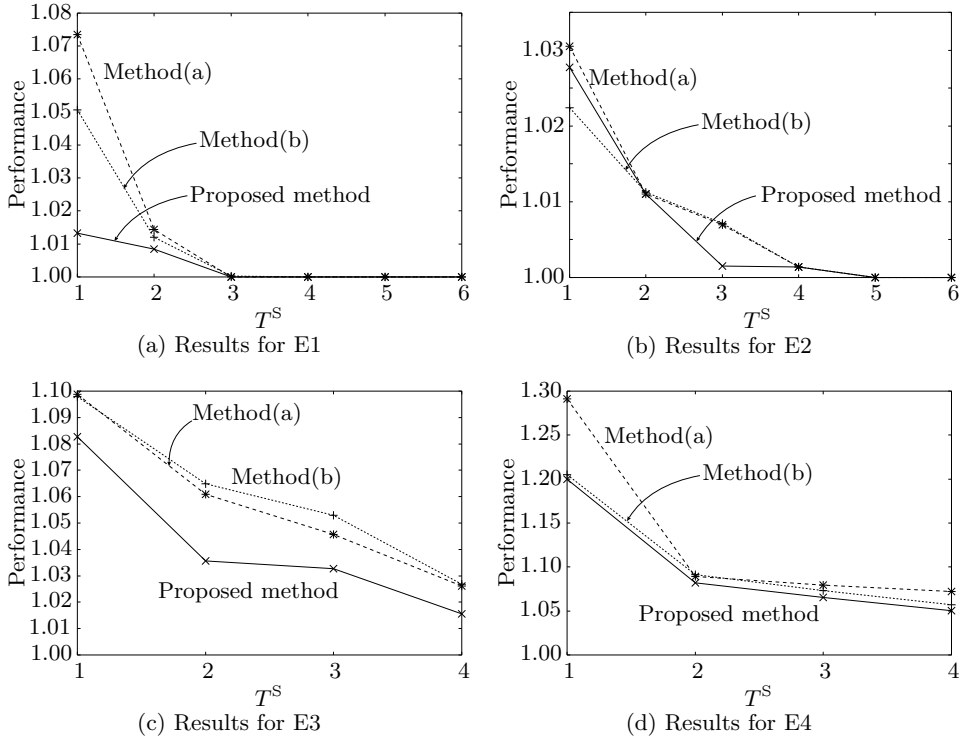 1.08
1.07
1.06
1.05
1.04
1.03
1.02
1.01
1.00
Performance
Method(a)
Method(b)
Proposed method
1 2 3 4 5 6
T^S
(a) Results for E1
1.03
1.02
1.01
1.00
Performance
Method(a)
Method(b)
Proposed method
1 2 3 4 5 6
T^S
(b) Results for E2
1.10
1.09
1.08
1.07
1.06
1.05
1.04
1.03
1.02
1.01
1.00
Performance
Method(a)
Method(b)
Proposed method
1 2 3 4
T^S
(c) Results for E3
1.30
1.25
1.20
1.15
1.10
1.05
1.00
Performance
Method(a)
Method(b)
Proposed method
1 2 3 4
T^S
(d) Results for E4